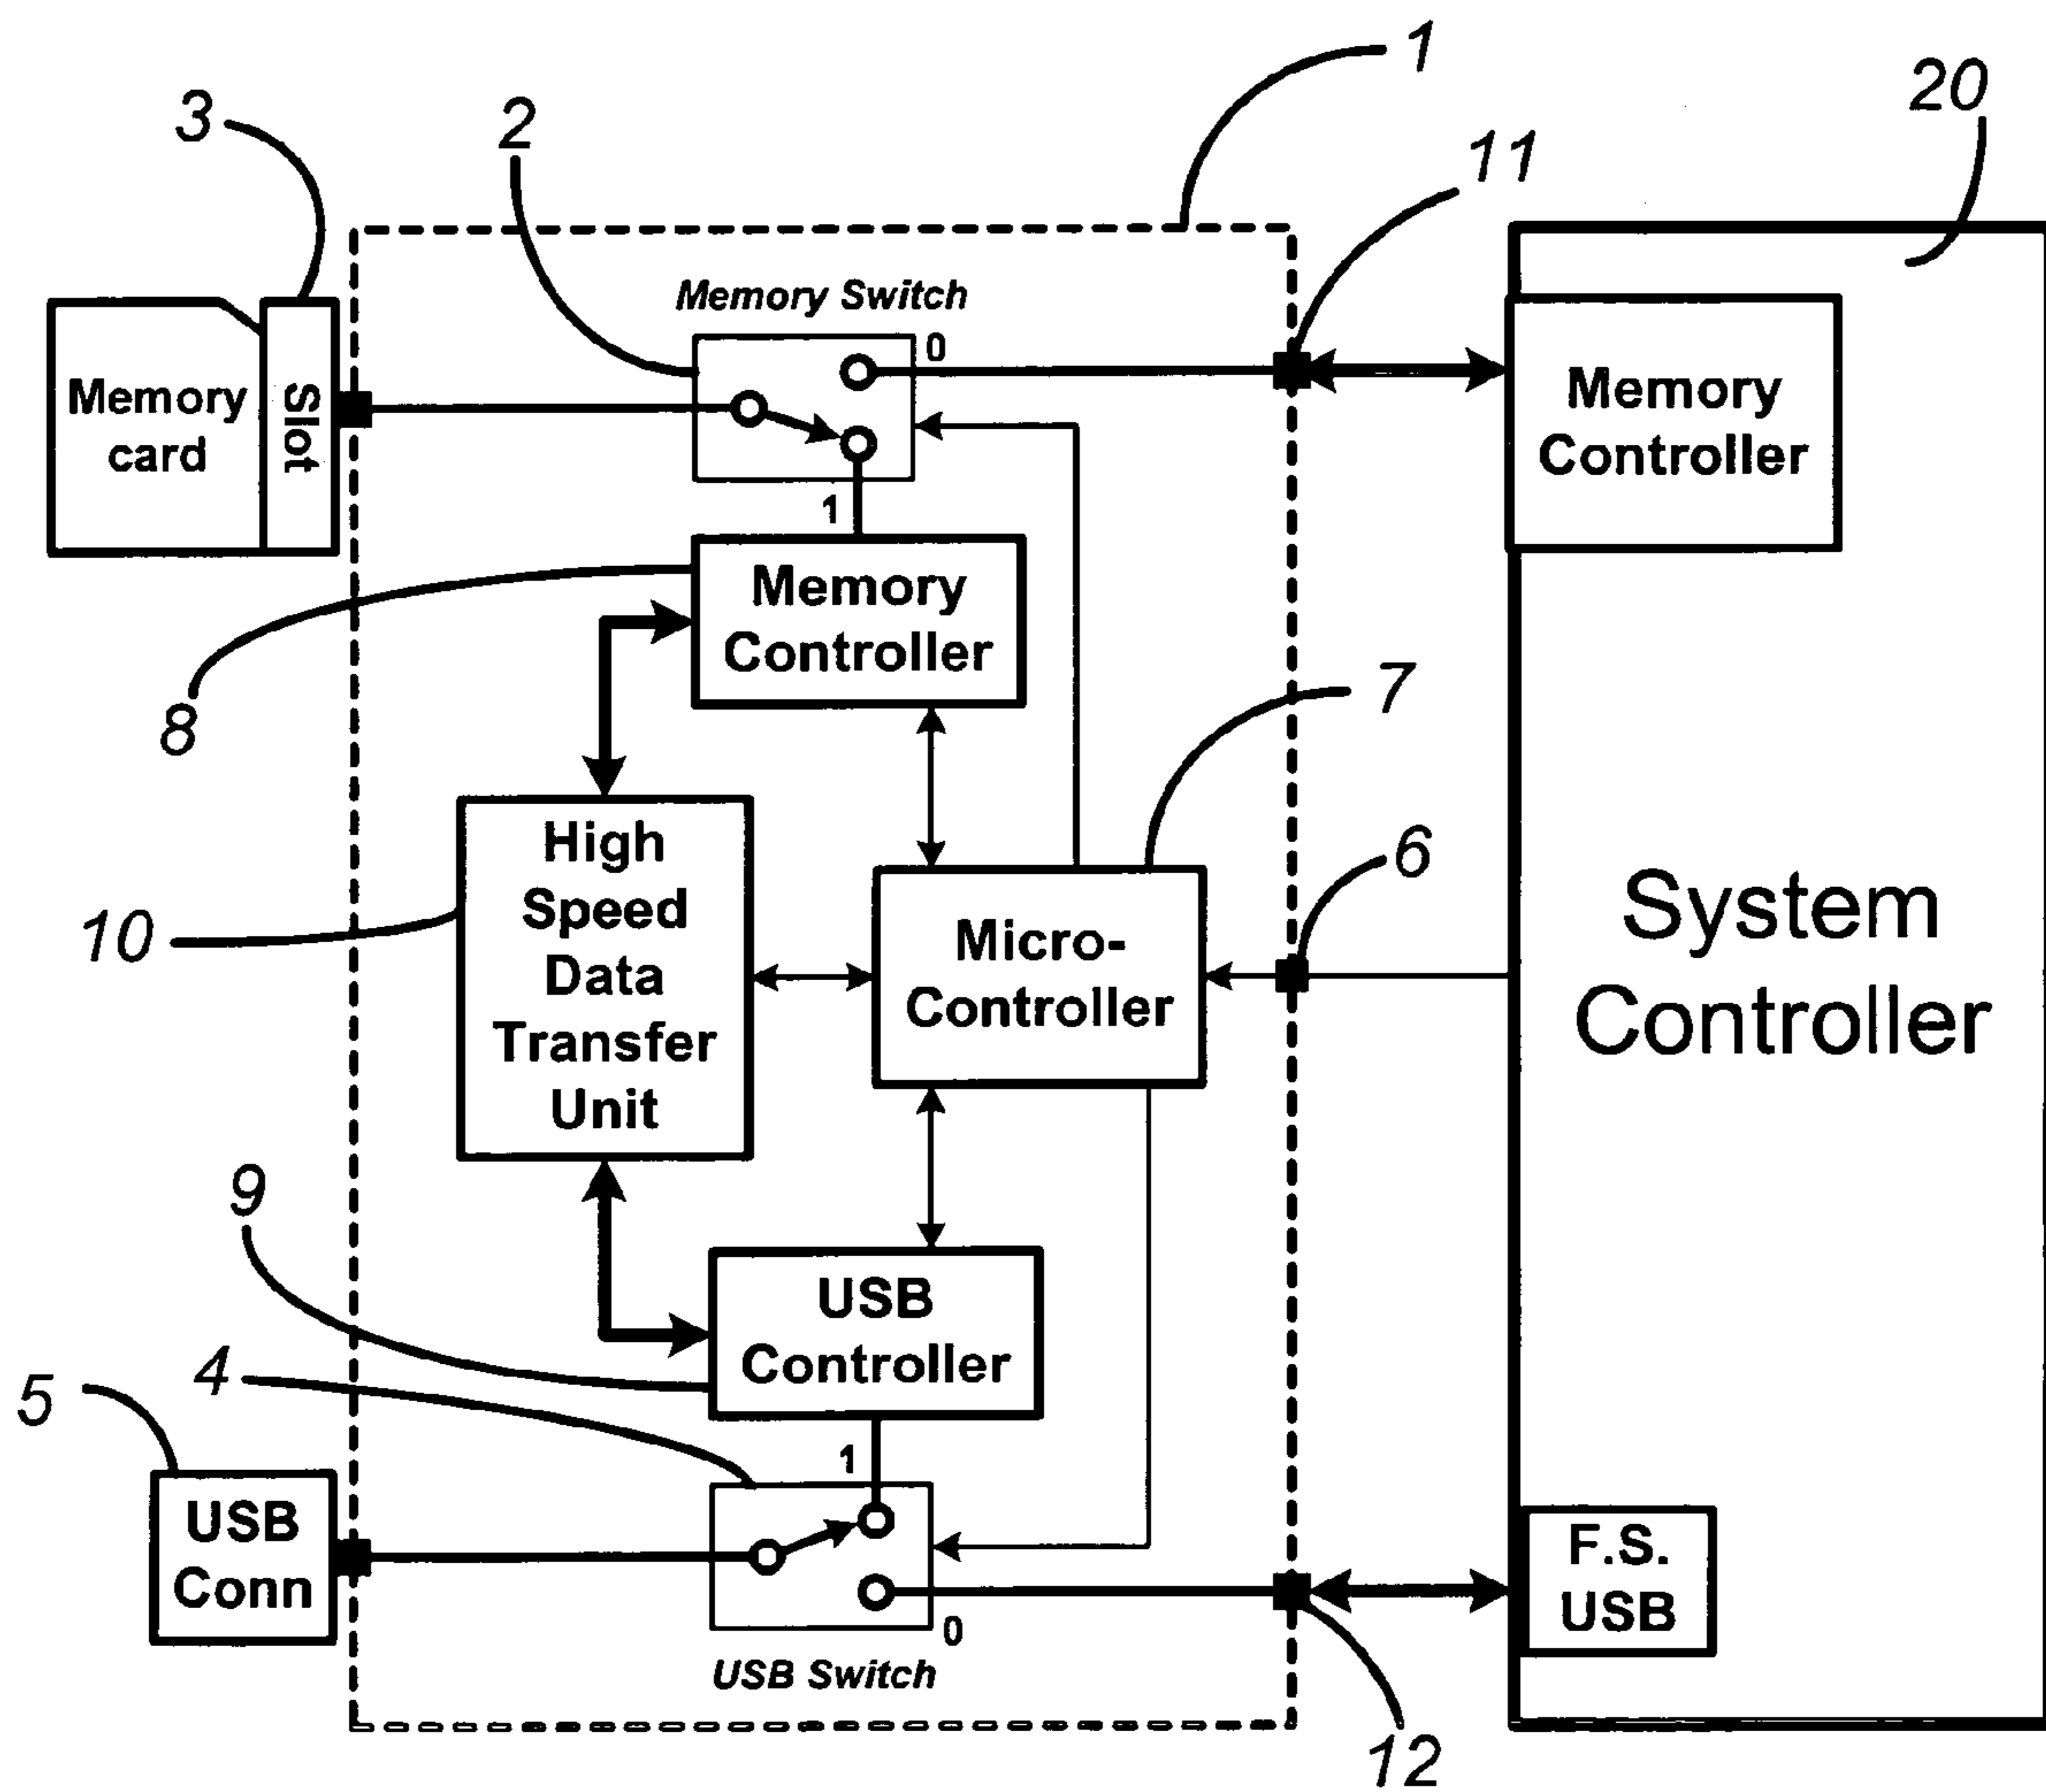 1
20
3
2
11
Memory Switch
0
Memory
card
Slot
Memory
Controller
1
Memory
Controller
8
7
High
Speed
Data
Transfer
Unit
6
10
Micro-
Controller
System
Controller
9
USB
Controller
4
5
1
USB
Conn
F.S.
USB
0
USB Switch
12